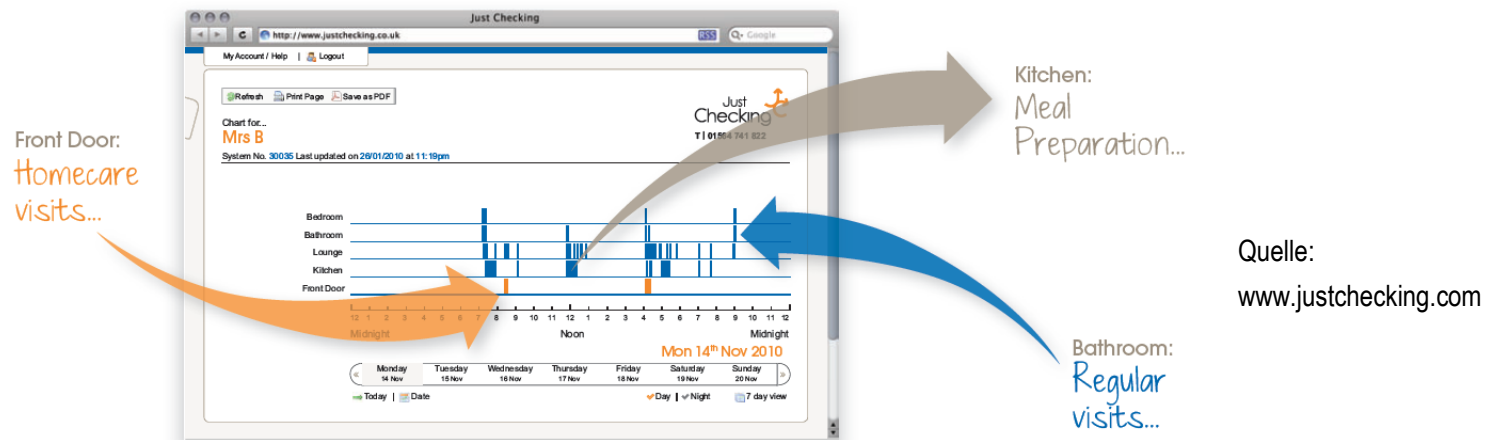 Just Checking
http://www.justchecking.co.uk
RSS
Google
My Account / Help | Logout
Refresh Print Page Save as PDF
Just
Checking
T | 01964 741 822
Chart for...
Mrs B
System No. 30035 Last updated on 26/01/2010 at 11:19pm
Front Door:
Homecare
visits...
Kitchen:
Meal
Preparation...
Bedroom
Bathroom
Lounge
Kitchen
Front Door
12 1 2 3 4 5 6 7 8 9 10 11 12 1 2 3 4 5 6 7 8 9 10 11 12
Midnight Noon Midnight
Mon 14th Nov 2010
« Monday Tuesday Wednesday Thursday Friday Saturday Sunday »
14 Nov 15 Nov 16 Nov 17 Nov 18 Nov 19 Nov 20 Nov
Today | Date Day | Night 7 day view
Bathroom:
Regular
visits...
Quelle:
www.justchecking.com